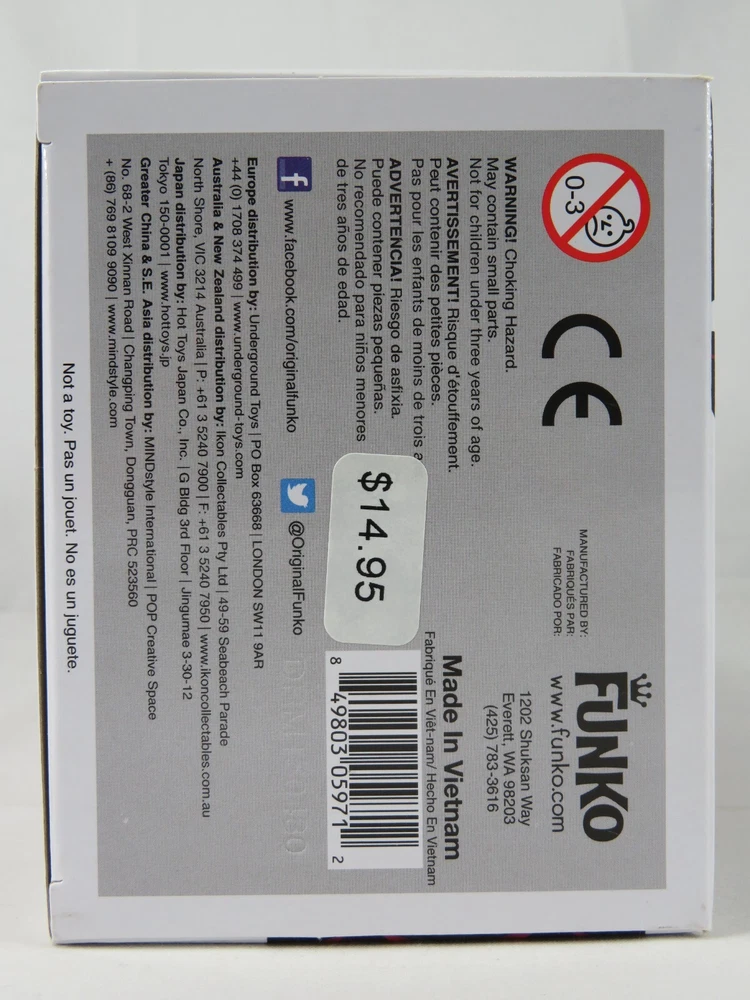 0-3
CE
MANUFACTURED BY:
FABRIQUÉS PAR:
FABRICADO POR:
FUNKO
www.funko.com
1202 Shuksan Way
Everett, WA 98203
(425) 783-3616
WARNING! Choking Hazard.
May contain small parts.
Not for children under three years of age.
AVERTISSEMENT! Risque d'étouffement.
Peut contenir des petites pièces.
Pas pour les enfants de moins de trois a
ADVERTENCIA! Riesgo de asfixia.
Puede contener piezas pequeñas.
No recomendado para niños menores
de tres años de edad.
$14.95
Made In Vietnam
Fabriqué En Viêt-nam/ Hecho En Vietnam
8 49803 05971 2
www.facebook.com/originalfunko
@OriginalFunko
Europe distribution by: Underground Toys | PO Box 63668 | LONDON SW11 9AR
+44 (0) 1708 374 499 | www.underground-toys.com
Australia & New Zealand distribution by: Ikon Collectables Pty Ltd | 49-59 Seabeach Parade
North Shore, VIC 3214 Australia | P: +61 3 5240 7900 | F: +61 3 5240 7950 | www.ikoncollectables.com.au
Japan distribution by: Hot Toys Japan Co., Inc. | G Bldg 3rd Floor | Jingumae 3-30-12
Tokyo 150-0001 | www.hottoys.jp
Greater China & S.E. Asia distribution by: MINDstyle International | POP Creative Space
No. 68-2 West Xinnan Road | Changping Town, Dongguan, PRC 523560
+ (86) 769 8109 9090 | www.mindstyle.com
Not a toy. Pas un jouet. No es un juguete.